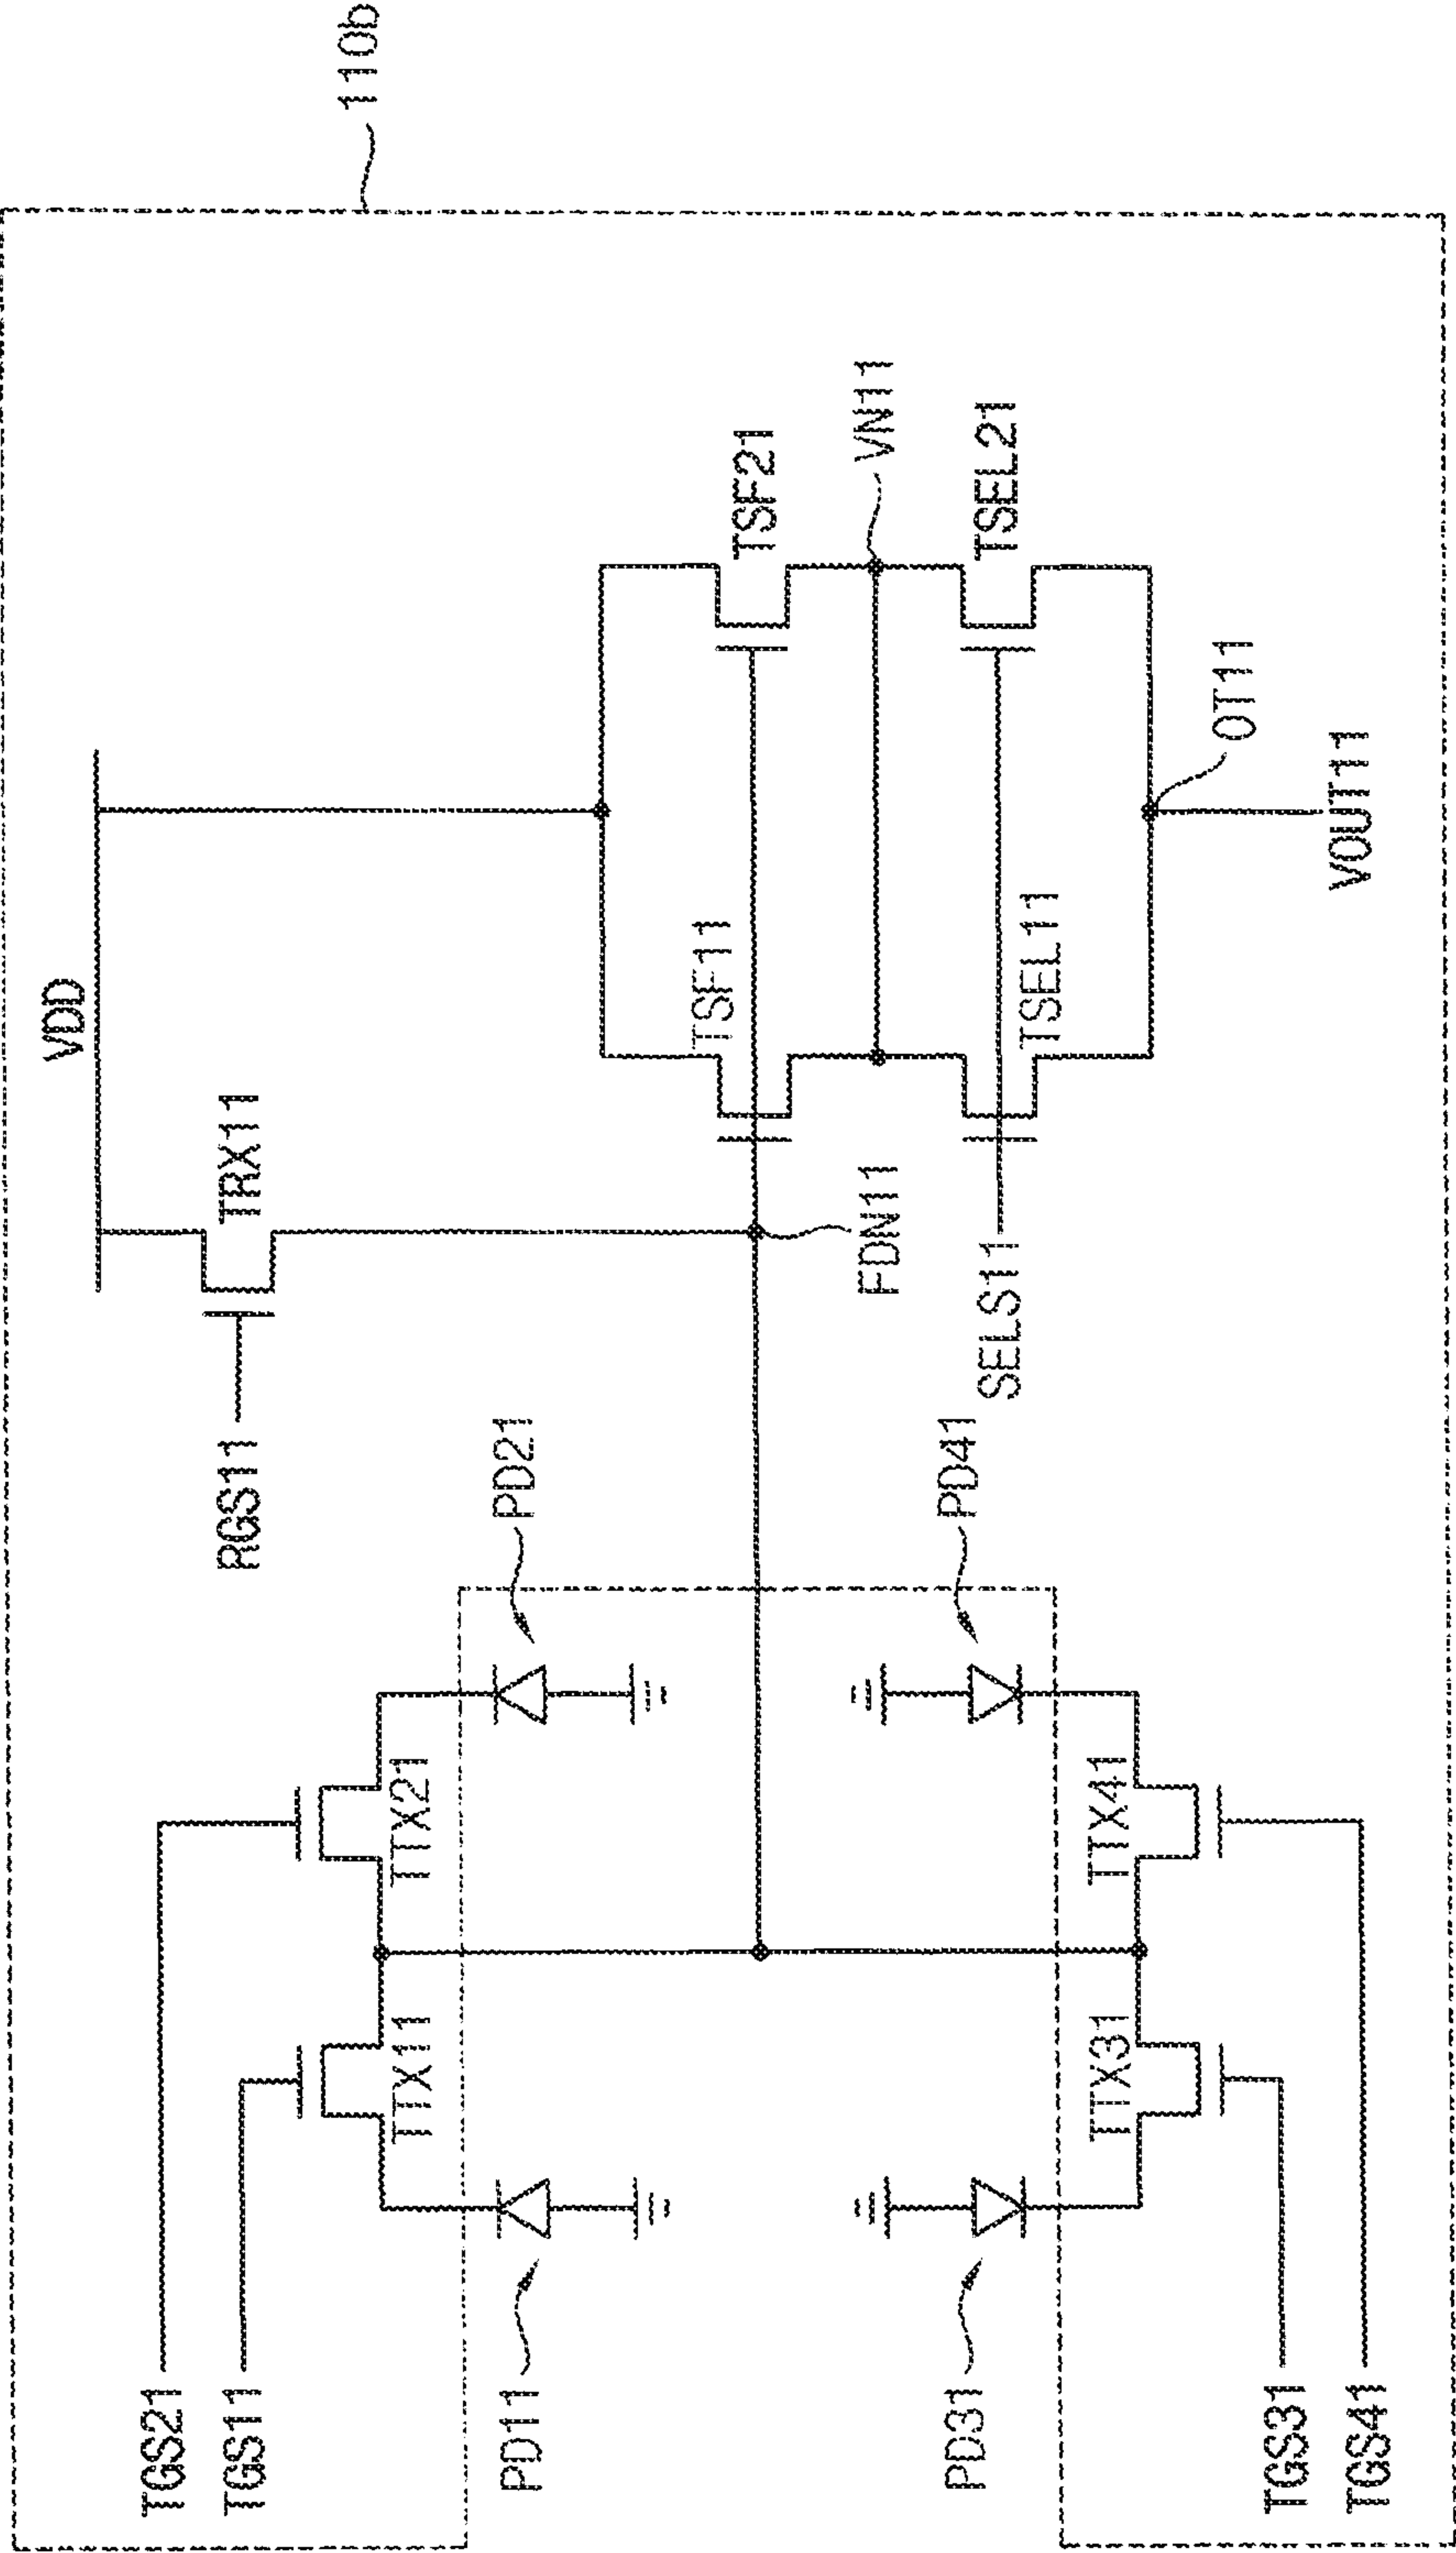 110b
VDD
TRX11
RGS11
TSF11
TSF21
VN11
FDN11
TSEL11
TSEL21
SELS11
OT11
VOUT11
TGS21
TGS11
TTX11
TTX21
PD11
PD21
PD31
PD41
TTX31
TTX41
TGS31
TGS41